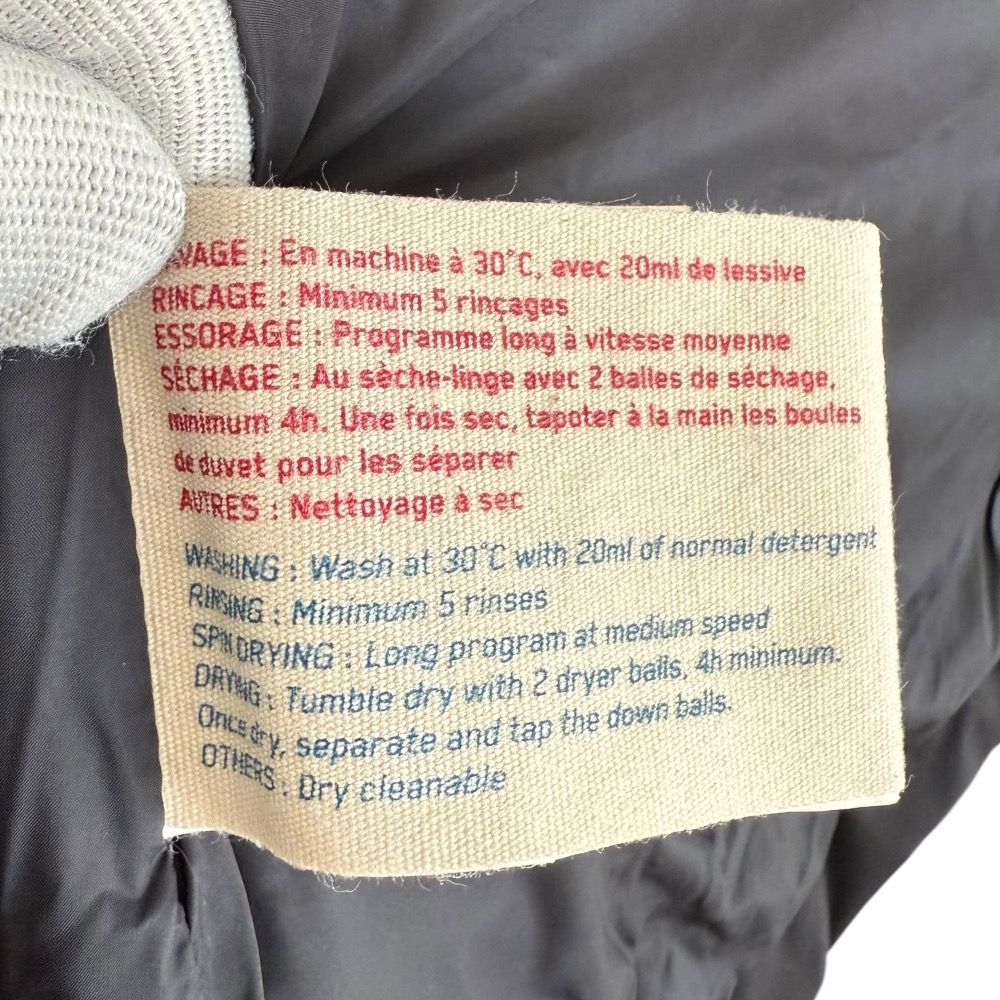 AVAGE : En machine à 30°C, avec 20ml de lessive
RINCAGE : Minimum 5 rinçages
ESSORAGE : Programme long à vitesse moyenne
SÉCHAGE : Au sèche-linge avec 2 balles de séchage,
minimum 4h. Une fois sec, tapoter à la main les boules
de duvet pour les séparer
AUTRES : Nettoyage à sec
WASHING : Wash at 30°C with 20ml of normal detergent
RINSING : Minimum 5 rinses
SPIN DRYING : Long program at medium speed
DRYING : Tumble dry with 2 dryer balls, 4h minimum.
Once dry, separate and tap the down balls.
OTHERS : Dry cleanable